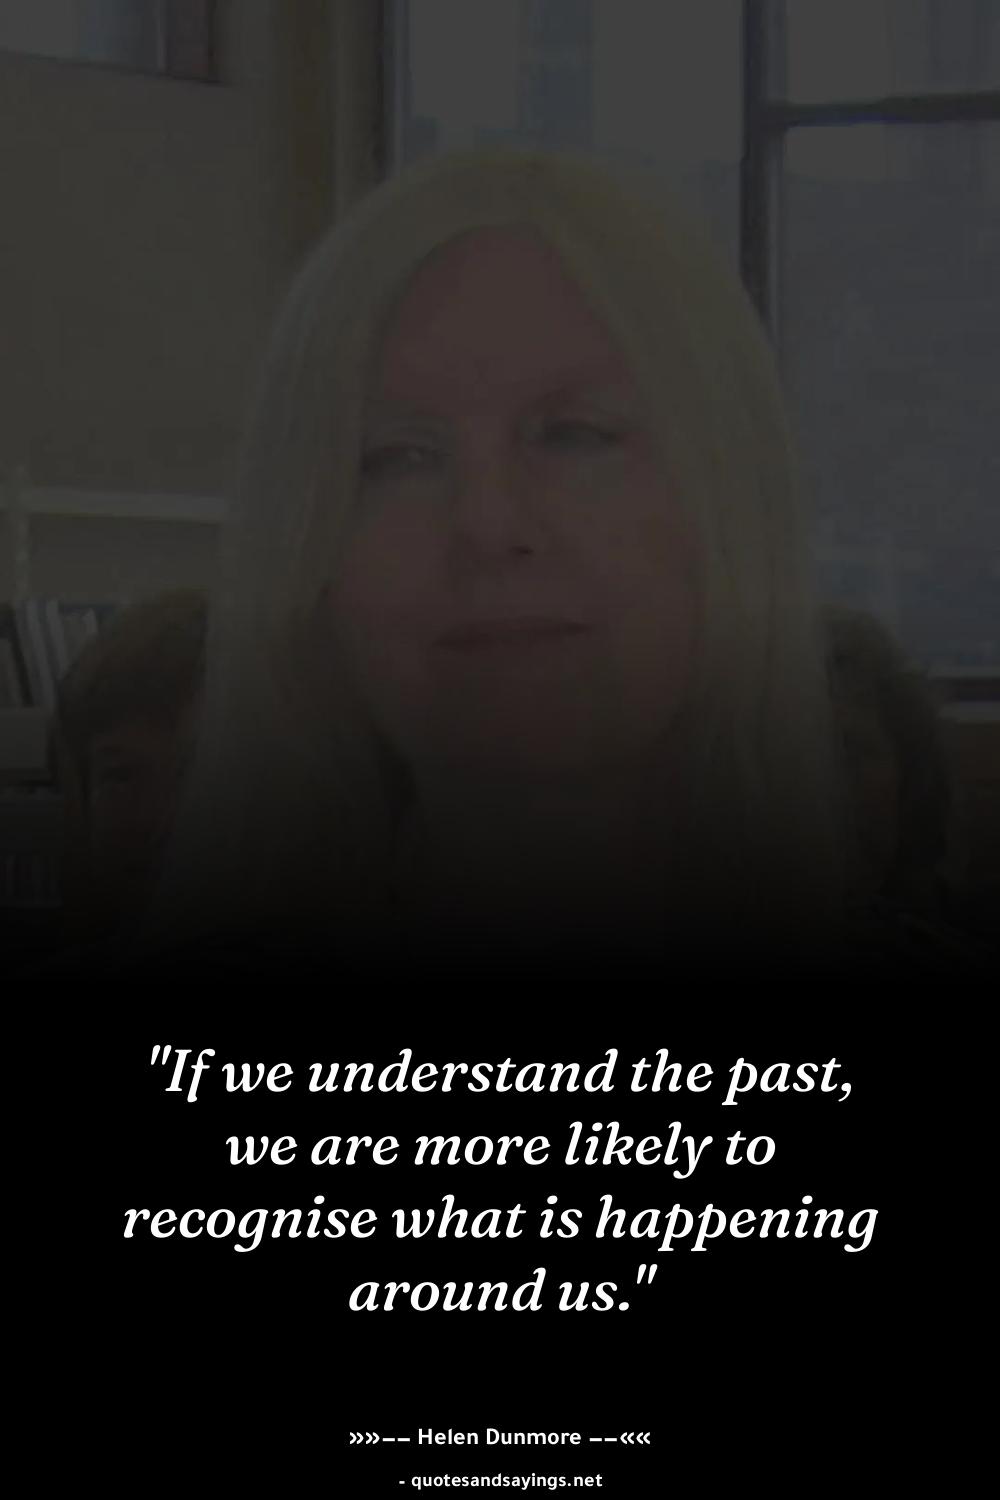 "If we understand the past,
we are more likely to
recognise what is happening
around us."
»»−− Helen Dunmore −−««
- quotesandsayings.net